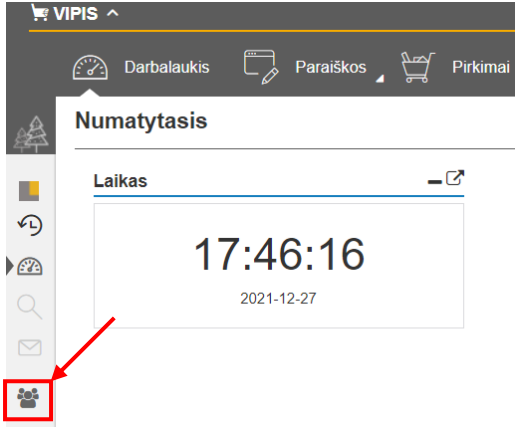 VIPIS
Darbalaukis Paraiškos Pirkimai
Numatytasis
Laikas
17:46:16
2021-12-27